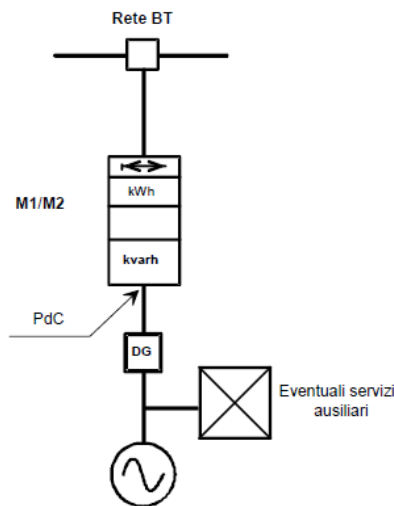 Rete BT
kWh
M1/M2
kvarh
PdC
DG
Eventuali servizi
ausiliari